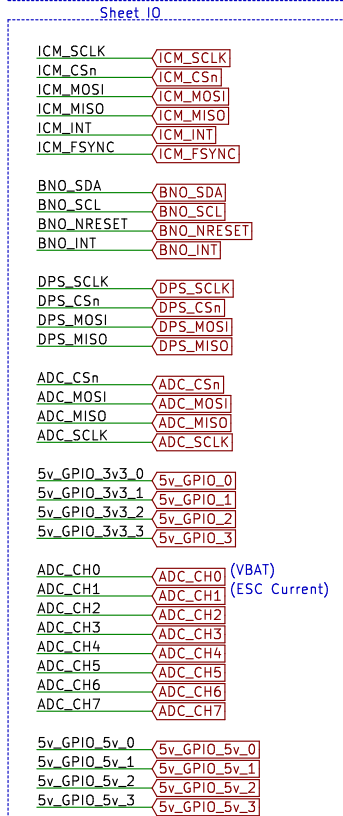 Sheet IO
ICM_SCLK ICM_SCLK
ICM_CSn ICM_CSn
ICM_MOSI ICM_MOSI
ICM_MISO ICM_MISO
ICM_INT ICM_INT
ICM_FSYNC ICM_FSYNC
BNO_SDA BNO_SDA
BNO_SCL BNO_SCL
BNO_NRESET BNO_NRESET
BNO_INT BNO_INT
DPS_SCLK DPS_SCLK
DPS_CSn DPS_CSn
DPS_MOSI DPS_MOSI
DPS_MISO DPS_MISO
ADC_CSn ADC_CSn
ADC_MOSI ADC_MOSI
ADC_MISO ADC_MISO
ADC_SCLK ADC_SCLK
5v_GPIO_3v3_0 5v_GPIO_0
5v_GPIO_3v3_1 5v_GPIO_1
5v_GPIO_3v3_2 5v_GPIO_2
5v_GPIO_3v3_3 5v_GPIO_3
ADC_CH0 ADC_CH0 (VBAT)
ADC_CH1 ADC_CH1 (ESC Current)
ADC_CH2 ADC_CH2
ADC_CH3 ADC_CH3
ADC_CH4 ADC_CH4
ADC_CH5 ADC_CH5
ADC_CH6 ADC_CH6
ADC_CH7 ADC_CH7
5v_GPIO_5v_0 5v_GPIO_5v_0
5v_GPIO_5v_1 5v_GPIO_5v_1
5v_GPIO_5v_2 5v_GPIO_5v_2
5v_GPIO_5v_3 5v_GPIO_5v_3